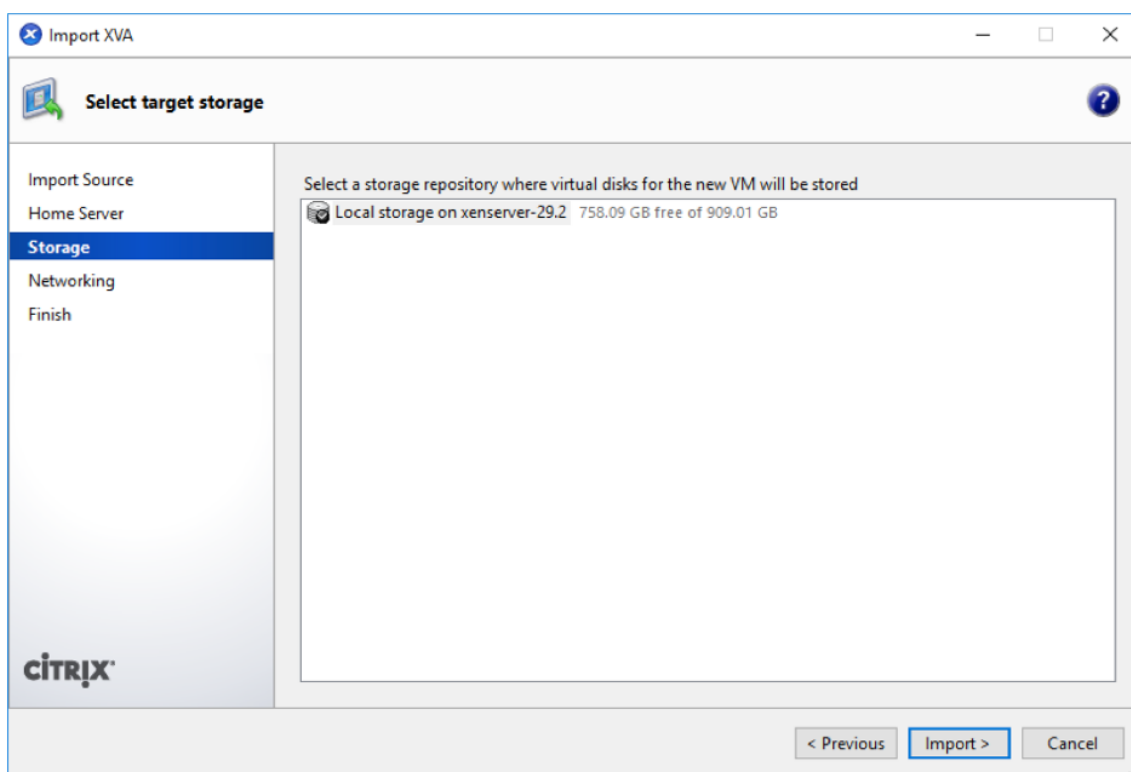 Import XVA
Select target storage
?
Import Source
Home Server
Storage
Networking
Finish
Select a storage repository where virtual disks for the new VM will be stored
Local storage on xenserver-29.2 758.09 GB free of 909.01 GB
CİTRIX
< Previous Import > Cancel